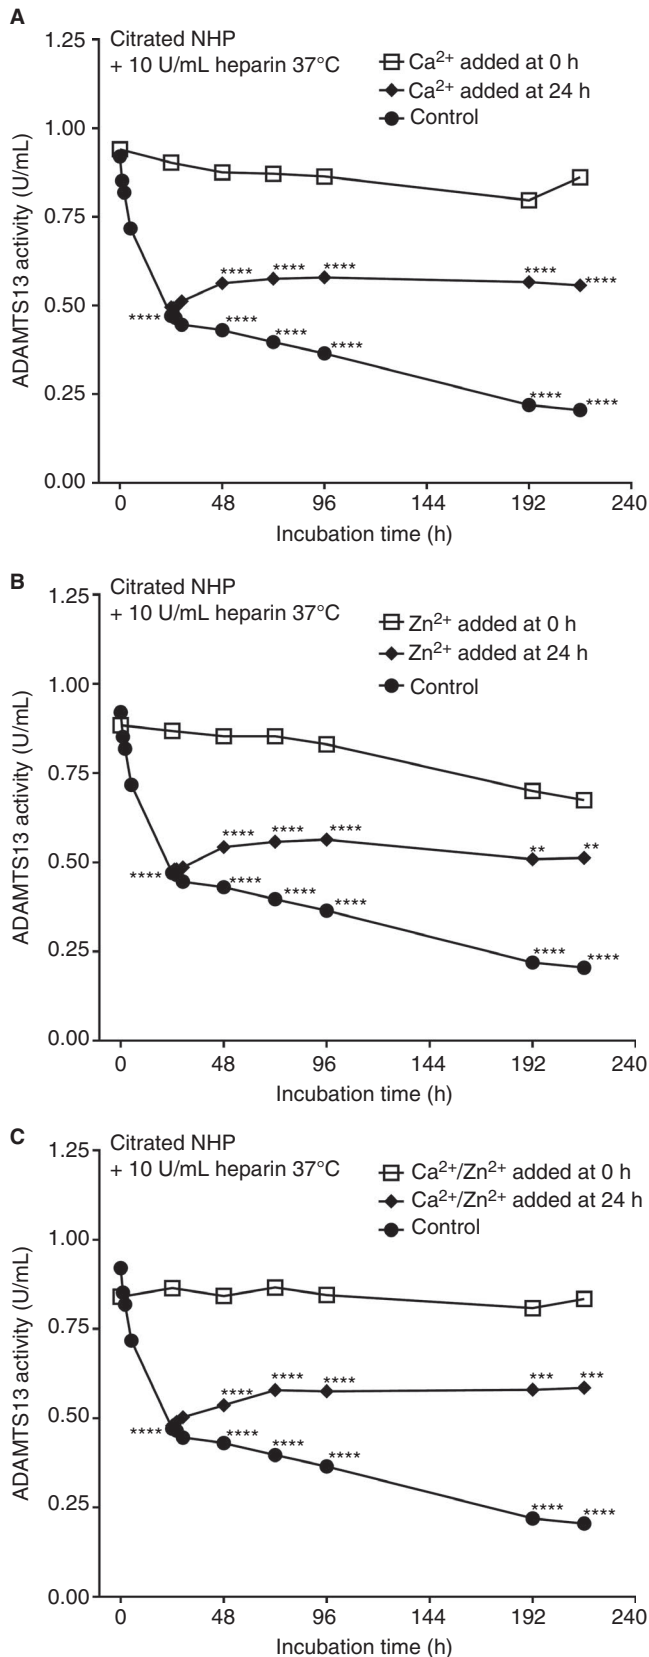 A
Citrated NHP
+ 10 U/mL heparin 37°C
Ca²⁺ added at 0 h
Ca²⁺ added at 24 h
Control
ADAMTS13 activity (U/mL)
1.25
1.00
0.75
0.50
0.25
0.00
**** **** **** **** ****
**** **** **** **** **** ****
0 48 96 144 192 240
Incubation time (h)
B
Citrated NHP
+ 10 U/mL heparin 37°C
Zn²⁺ added at 0 h
Zn²⁺ added at 24 h
Control
ADAMTS13 activity (U/mL)
1.25
1.00
0.75
0.50
0.25
0.00
**** **** **** ** **
**** **** **** **** **** ****
0 48 96 144 192 240
Incubation time (h)
C
Citrated NHP
+ 10 U/mL heparin 37°C
Ca²⁺/Zn²⁺ added at 0 h
Ca²⁺/Zn²⁺ added at 24 h
Control
ADAMTS13 activity (U/mL)
1.25
1.00
0.75
0.50
0.25
0.00
**** **** **** *** ***
**** **** **** **** **** ****
0 48 96 144 192 240
Incubation time (h)